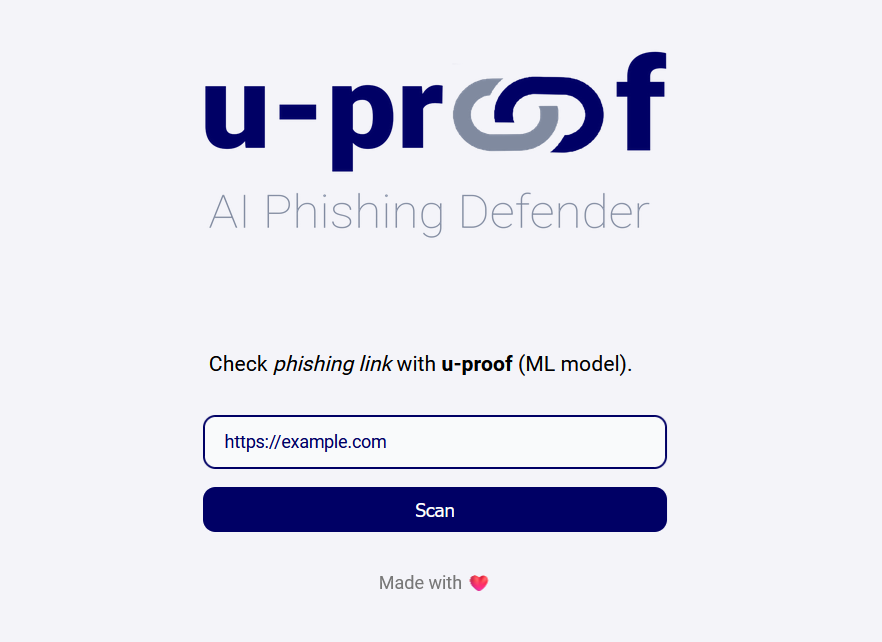 u-proof
AI Phishing Defender
Check phishing link with u-proof (ML model).
https://example.com
Scan
Made with